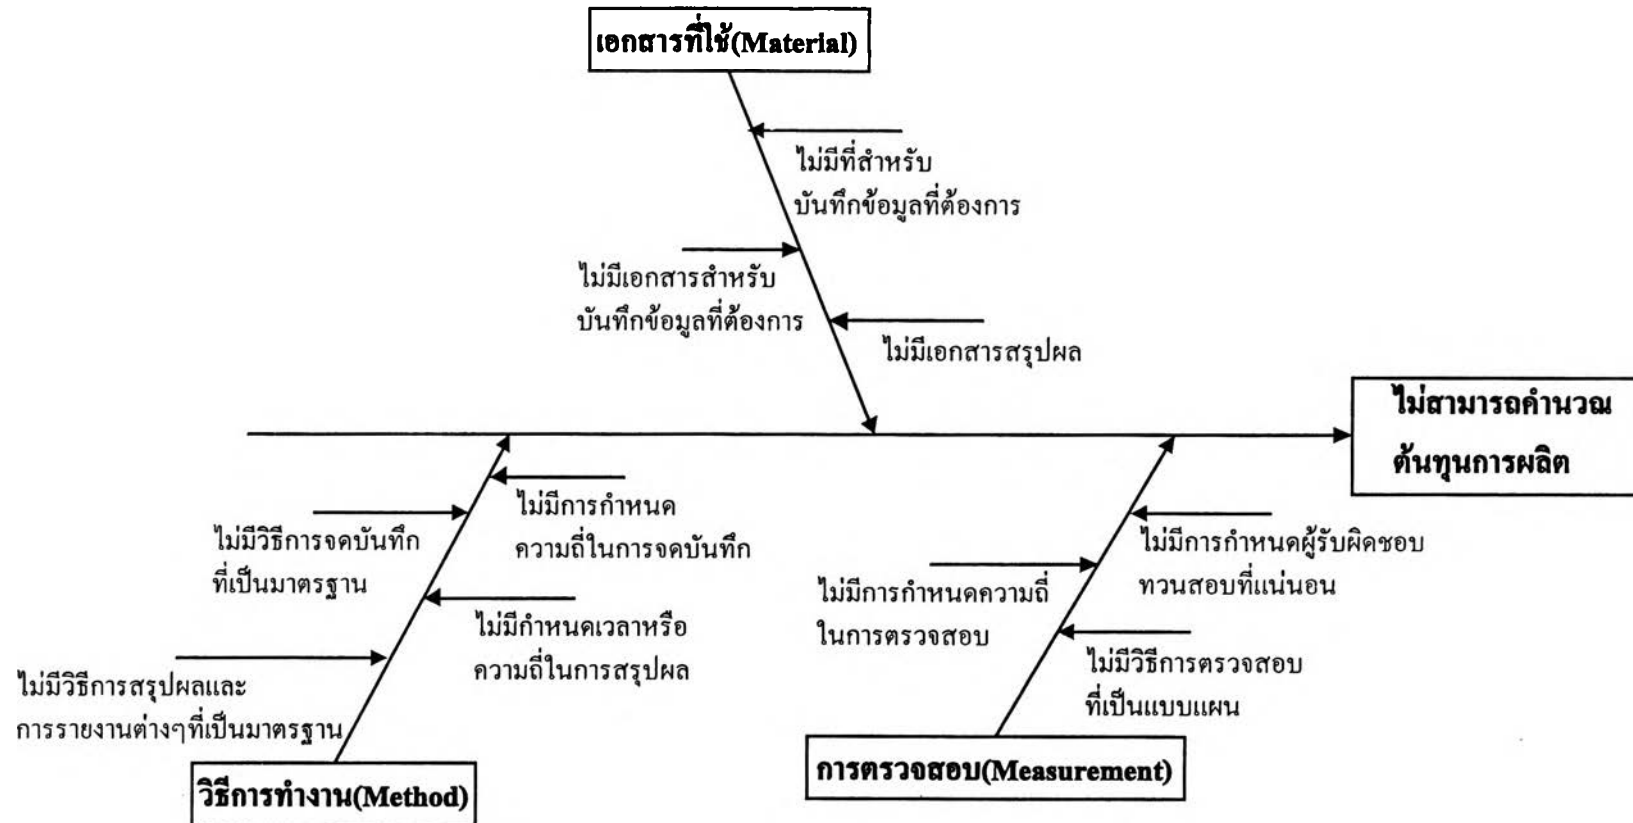 เอกสารที่ใช้(Material)
ไม่มีที่สำหรับ
บันทึกข้อมูลที่ต้องการ
ไม่มีเอกสารสำหรับ
บันทึกข้อมูลที่ต้องการ
ไม่มีเอกสารสรุปผล
ไม่สามารถคำนวณ
ต้นทุนการผลิต
ไม่มีการกำหนด
ความถี่ในการจดบันทึก
ไม่มีวิธีการจดบันทึก
ที่เป็นมาตรฐาน
ไม่มีกำหนดเวลาหรือ
ความถี่ในการสรุปผล
ไม่มีวิธีการสรุปผลและ
การรายงานต่างๆที่เป็นมาตรฐาน
วิธีการทำงาน(Method)
ไม่มีการกำหนดผู้รับผิดชอบ
ทวนสอบที่แน่นอน
ไม่มีการกำหนดความถี่
ในการตรวจสอบ
ไม่มีวิธีการตรวจสอบ
ที่เป็นแบบแผน
การตรวจสอบ(Measurement)